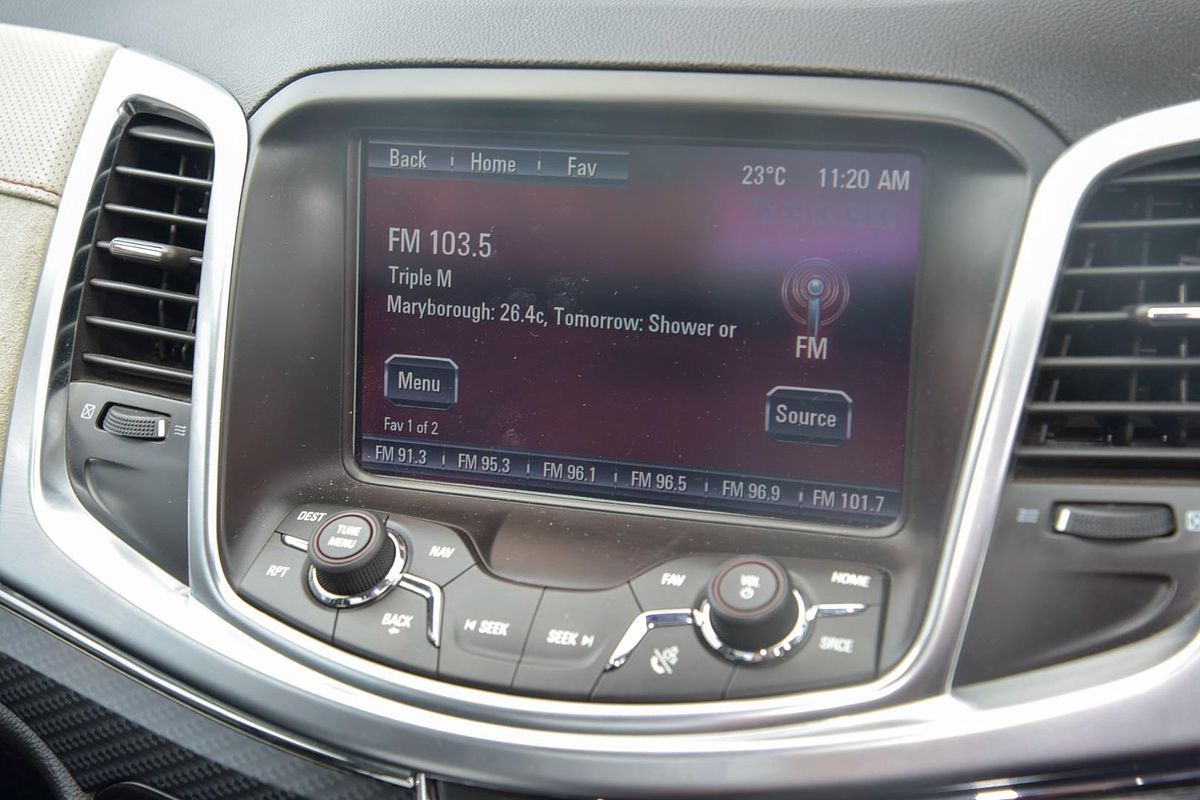 Back Home Fav 23°C 11:20 AM
FM 103.5
Triple M
Maryborough: 26.4c, Tomorrow: Shower or
FM
Menu
Source
Fav 1 of 2
FM 91.3 FM 95.3 FM 96.1 FM 96.5 FM 96.9 FM 101.7
DEST
TUNE
MENU
NAV
RPT
BACK
SEEK
SEEK
FAV
VOL
HOME
SRCE